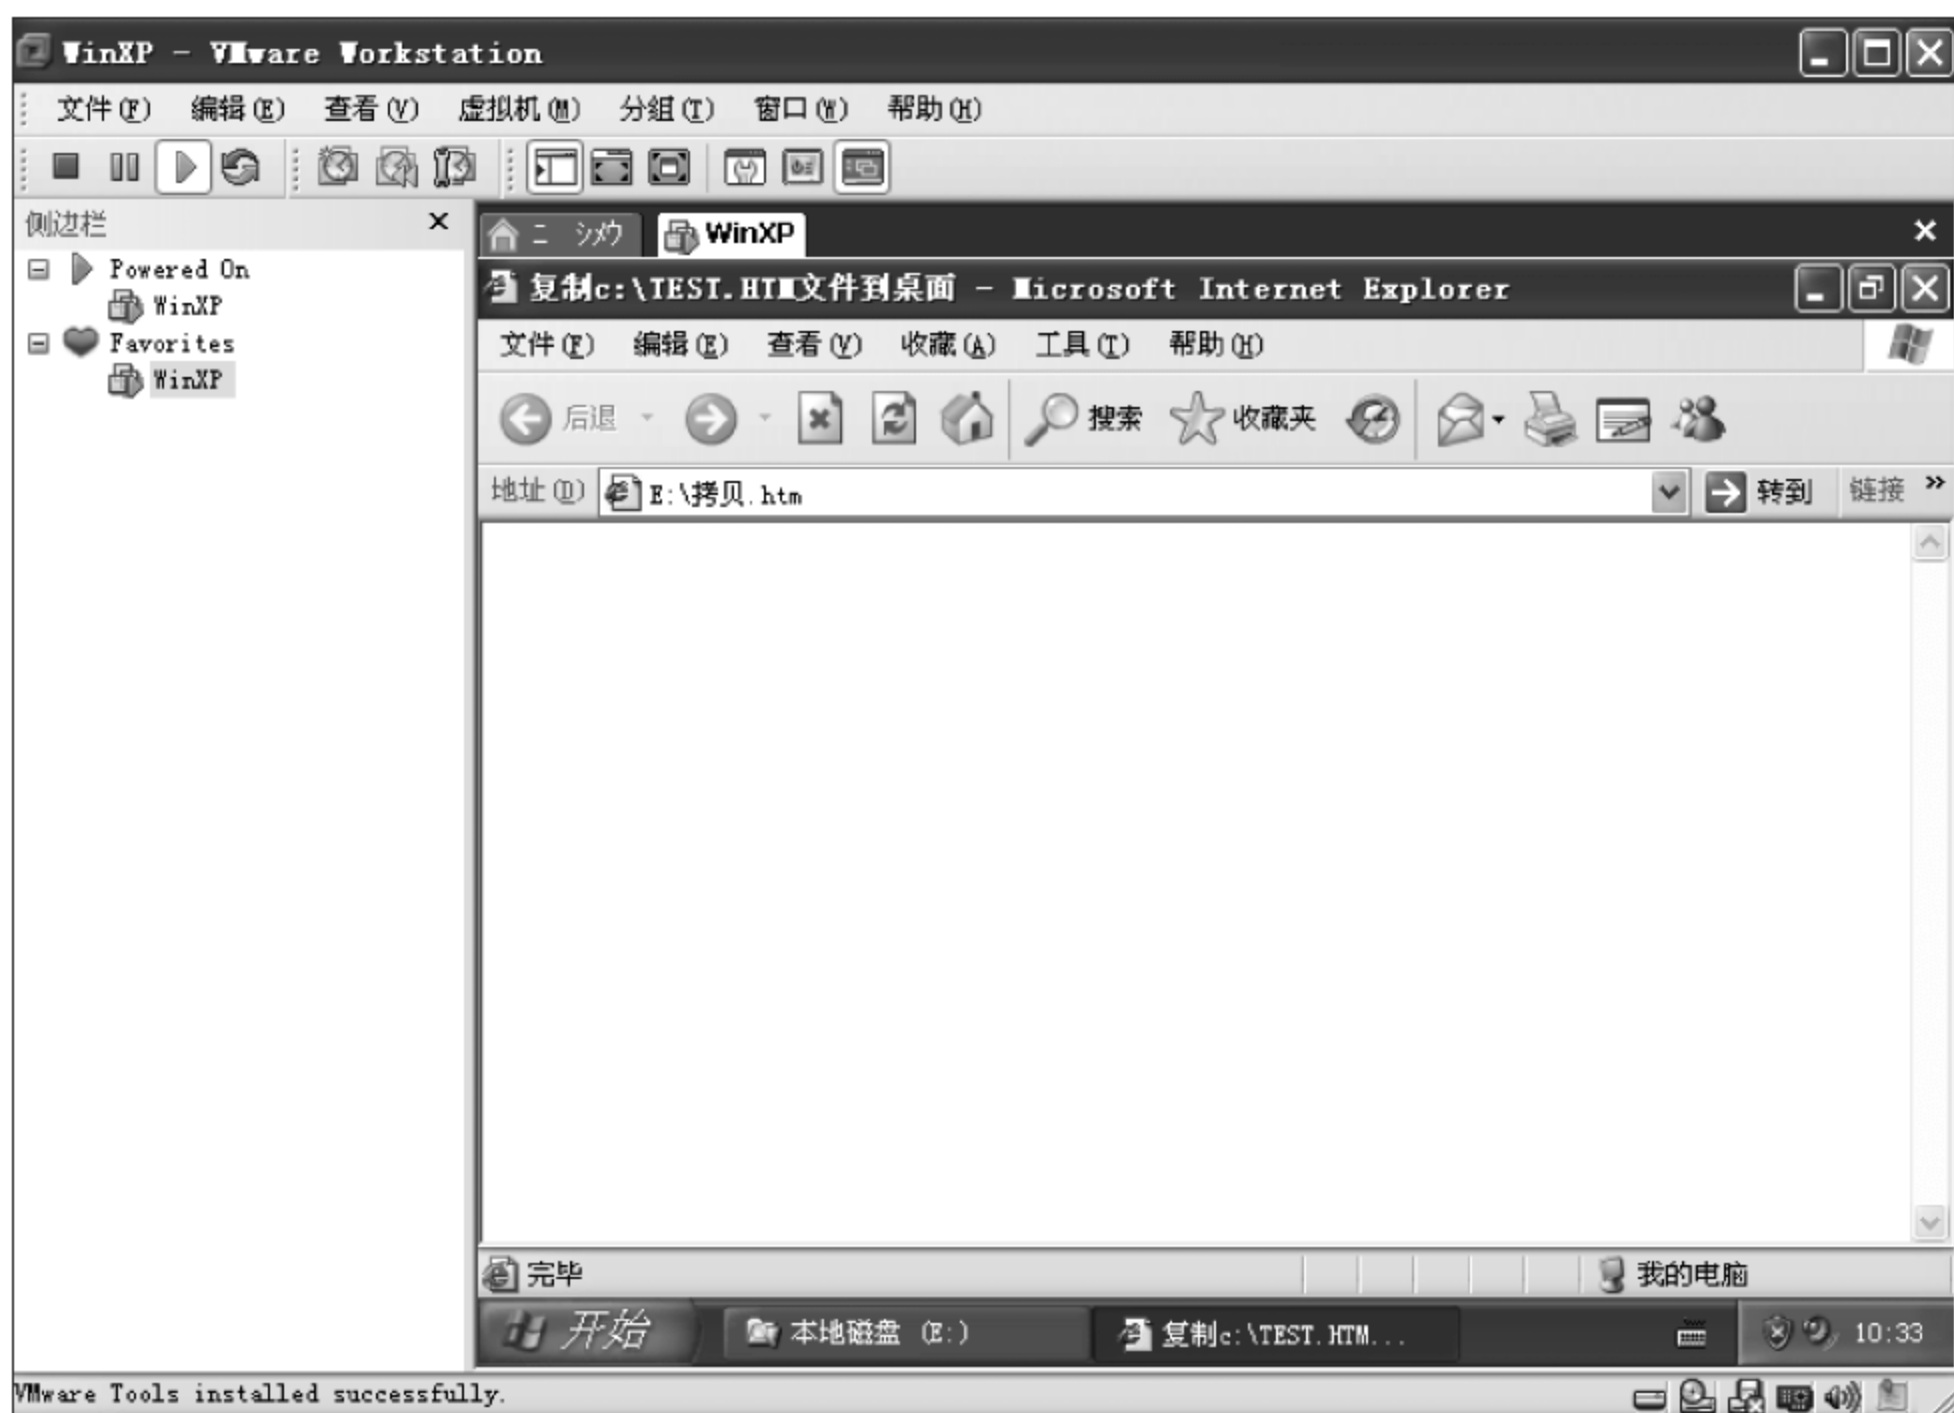 WinXP - VMware Workstation
文件(F) 编辑(E) 查看(V) 虚拟机(M) 分组(T) 窗口(W) 帮助(H)
侧边栏
Powered On
WinXP
Favorites
WinXP
ニ シメウ WinXP
复制c:\TEST.HTM文件到桌面 - Microsoft Internet Explorer
文件(F) 编辑(E) 查看(V) 收藏(A) 工具(T) 帮助(H)
后退 搜索 收藏夹
地址(D) E:\拷贝.htm 转到 链接 »
完毕 我的电脑
开始 本地磁盘 (E:) 复制c:\TEST.HTM... 10:33
VMware Tools installed successfully.